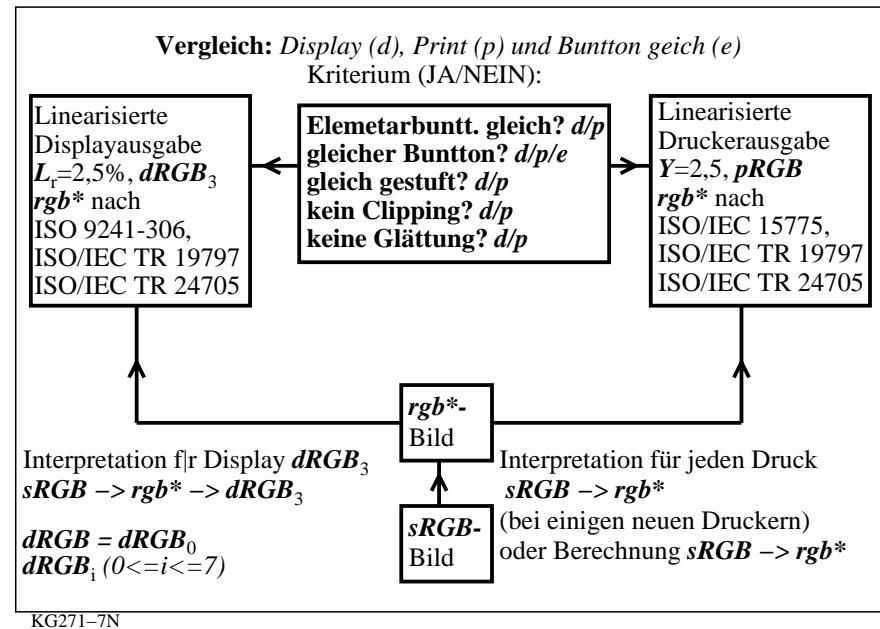 Vergleich: Display (d), Print (p) und Buntton geich (e)
Kriterium (JA/NEIN):
Linearisierte
Displayausgabe
Lr=2,5%, dRGB3
rgb* nach
ISO 9241-306,
ISO/IEC TR 19797
ISO/IEC TR 24705
Elemetarbuntt. gleich? d/p
gleicher Buntton? d/p/e
gleich gestuft? d/p
kein Clipping? d/p
keine Glättung? d/p
Linearisierte
Druckerausgabe
Y=2,5, pRGB
rgb* nach
ISO/IEC 15775,
ISO/IEC TR 19797
ISO/IEC TR 24705
rgb*-
Bild
Interpretation f|r Display dRGB3
sRGB –> rgb* –> dRGB3
dRGB = dRGB0
dRGBi (0<=i<=7)
sRGB-
Bild
Interpretation für jeden Druck
sRGB –> rgb*
(bei einigen neuen Druckern)
oder Berechnung sRGB –> rgb*
KG271–7N